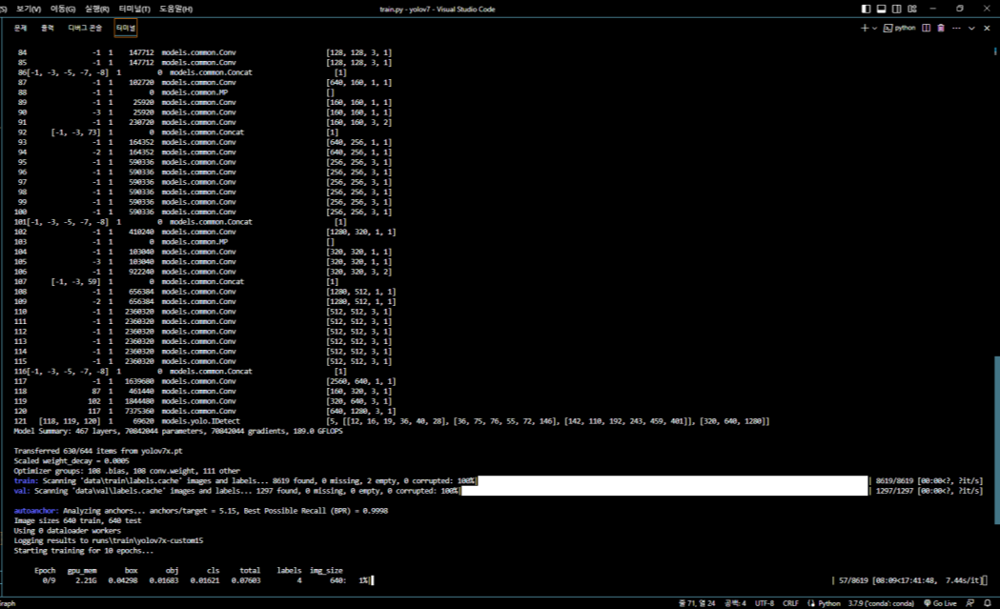 보기(V) 이동(G) 실행(R) 터미널(T) 도움말(H) train.py - yolov7 - Visual Studio Code
문제 출력 디버그 콘솔 터미널 python
84 -1 1 147712 models.common.Conv [128, 128, 3, 1]
85 -1 1 147712 models.common.Conv [128, 128, 3, 1]
86[-1, -3, -5, -7, -8] 1 0 models.common.Concat [1]
87 -1 1 102720 models.common.Conv [640, 160, 1, 1]
88 -1 1 0 models.common.MP []
89 -1 1 25920 models.common.Conv [160, 160, 1, 1]
90 -3 1 25920 models.common.Conv [160, 160, 1, 1]
91 -1 1 230720 models.common.Conv [160, 160, 3, 2]
92 [-1, -3, 73] 1 0 models.common.Concat [1]
93 -1 1 164352 models.common.Conv [640, 256, 1, 1]
94 -2 1 164352 models.common.Conv [640, 256, 1, 1]
95 -1 1 590336 models.common.Conv [256, 256, 3, 1]
96 -1 1 590336 models.common.Conv [256, 256, 3, 1]
97 -1 1 590336 models.common.Conv [256, 256, 3, 1]
98 -1 1 590336 models.common.Conv [256, 256, 3, 1]
99 -1 1 590336 models.common.Conv [256, 256, 3, 1]
100 -1 1 590336 models.common.Conv [256, 256, 3, 1]
101[-1, -3, -5, -7, -8] 1 0 models.common.Concat [1]
102 -1 1 410240 models.common.Conv [1280, 320, 1, 1]
103 -1 1 0 models.common.MP []
104 -1 1 103040 models.common.Conv [320, 320, 1, 1]
105 -3 1 103040 models.common.Conv [320, 320, 1, 1]
106 -1 1 922240 models.common.Conv [320, 320, 3, 2]
107 [-1, -3, 59] 1 0 models.common.Concat [1]
108 -1 1 656384 models.common.Conv [1280, 512, 1, 1]
109 -2 1 656384 models.common.Conv [1280, 512, 1, 1]
110 -1 1 2360320 models.common.Conv [512, 512, 3, 1]
111 -1 1 2360320 models.common.Conv [512, 512, 3, 1]
112 -1 1 2360320 models.common.Conv [512, 512, 3, 1]
113 -1 1 2360320 models.common.Conv [512, 512, 3, 1]
114 -1 1 2360320 models.common.Conv [512, 512, 3, 1]
115 -1 1 2360320 models.common.Conv [512, 512, 3, 1]
116[-1, -3, -5, -7, -8] 1 0 models.common.Concat [1]
117 -1 1 1639680 models.common.Conv [2560, 640, 1, 1]
118 87 1 461440 models.common.Conv [160, 320, 3, 1]
119 102 1 1844480 models.common.Conv [320, 640, 3, 1]
120 117 1 7375360 models.common.Conv [640, 1280, 3, 1]
121 [118, 119, 120] 1 69620 models.yolo.IDetect [5, [[12, 16, 19, 36, 40, 28], [36, 75, 76, 55, 72, 146], [142, 110, 192, 243, 459, 401]], [320, 640, 1280]]
Model Summary: 467 layers, 70842044 parameters, 70842044 gradients, 189.0 GFLOPS
Transferred 630/644 items from yolov7x.pt
Scaled weight_decay = 0.0005
Optimizer groups: 108 .bias, 108 conv.weight, 111 other
train: Scanning 'data\train\labels.cache' images and labels... 8619 found, 0 missing, 2 empty, 0 corrupted: 100%| | 8619/8619 [00:00<?, ?it/s]
val: Scanning 'data\val\labels.cache' images and labels... 1297 found, 0 missing, 0 empty, 0 corrupted: 100%| | 1297/1297 [00:00<?, ?it/s]
autoanchor: Analyzing anchors... anchors/target = 5.15, Best Possible Recall (BPR) = 0.9998
Image sizes 640 train, 640 test
Using 0 dataloader workers
Logging results to runs\train\yolov7x-custom15
Starting training for 10 epochs...
Epoch gpu_mem box obj cls total labels img_size
0/9 2.21G 0.04298 0.01683 0.01621 0.07603 4 640: 1%| | 57/8619 [08:09<17:41:48, 7.44s/it]
줄 71, 열 24 공백: 4 UTF-8 CRLF Python 3.7.9 ('conda': conda) Go Live